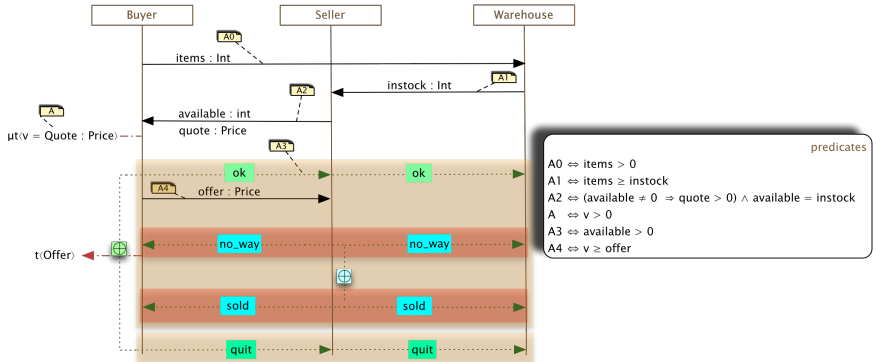 Buyer Seller Warehouse
A0
items : Int
A1
instock : Int
A2
available : int
quote : Price
A
μt⟨v = Quote : Price⟩
A3
ok ok
A4
offer : Price
no_way no_way
t⟨Offer⟩
sold sold
quit quit
predicates
A0 ⇔ items > 0
A1 ⇔ items ≥ instock
A2 ⇔ (available ≠ 0 ⇒ quote > 0) ∧ available = instock
A ⇔ v > 0
A3 ⇔ available > 0
A4 ⇔ v ≥ offer